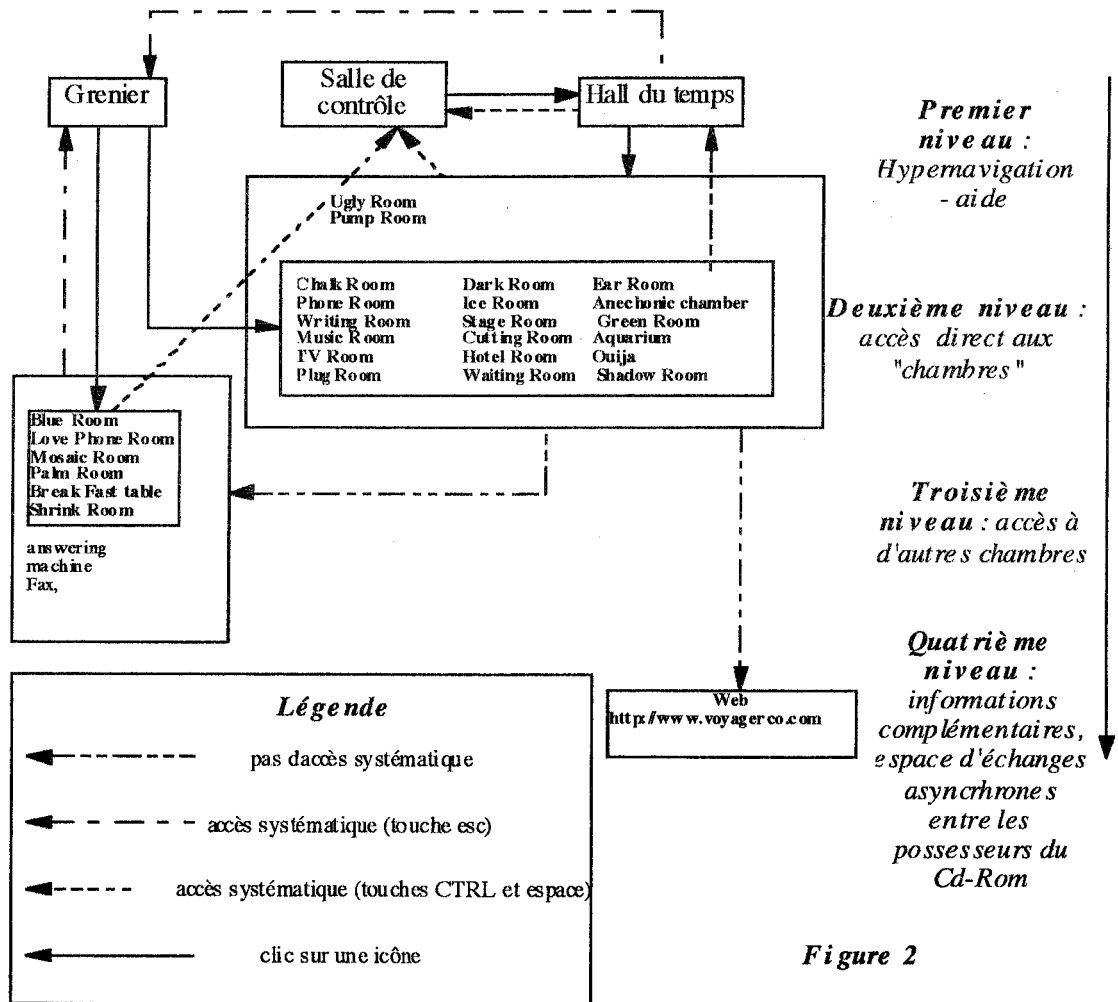 Grenier
Salle de
contrôle
Hall du temps
Premier
niveau :
Hypernavigation
- aide
Ugly Room
Pump Room
Chalk Room
Phone Room
Writing Room
Music Room
TV Room
Plug Room
Dark Room
Ice Room
Stage Room
Cutting Room
Hotel Room
Waiting Room
Ear Room
Anechonic chamber
Green Room
Aquarium
Ouija
Shadow Room
Deuxième niveau :
accès direct aux
"chambres"
Blue Room
Love Phone Room
Mosaic Room
Palm Room
Break Fast table
Shrink Room
answering
machine
Fax,
Troisième
niveau : accès à
d'autres chambres
Quatrième
niveau :
informations
complémentaires,
espace d'échanges
asyncrhrones
entre les
possesseurs du
Cd-Rom
Web
http://www.voyagerco.com
Légende
pas daccès systématique
accès systématique (touche esc)
accès systématique (touches CTRL et espace)
clic sur une icône
Figure 2